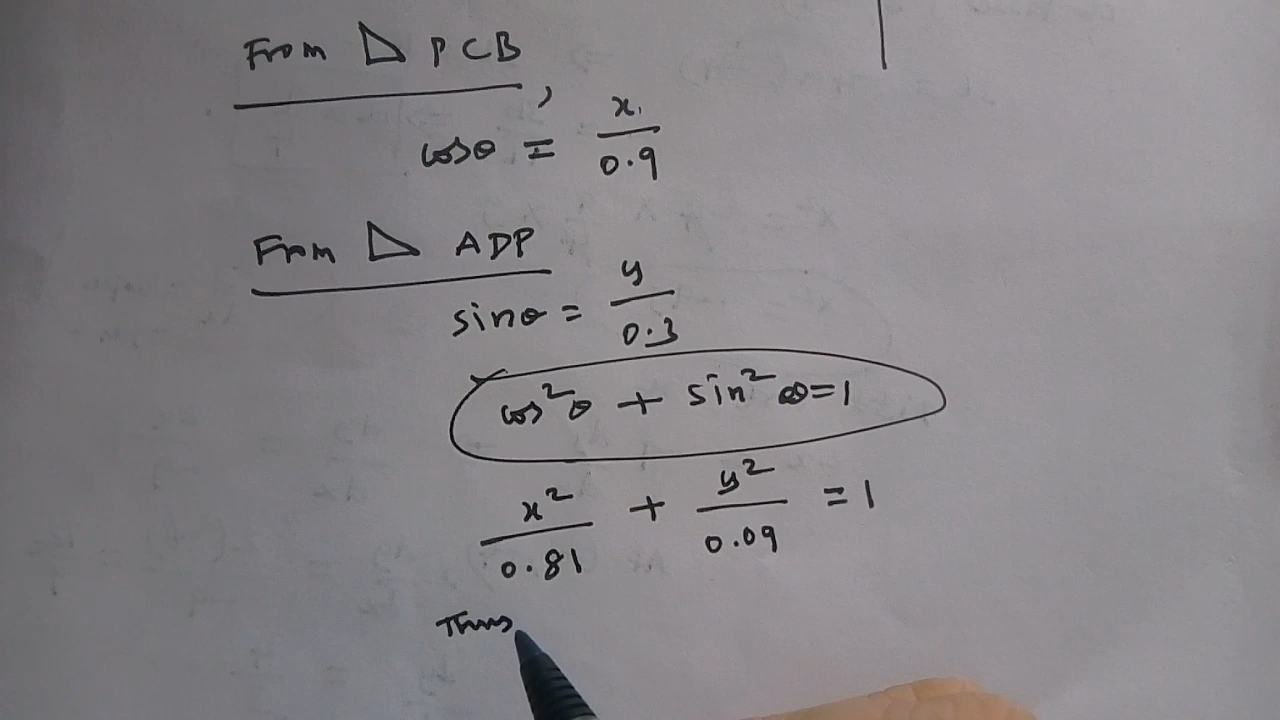 From △ PCB,
cosθ = x/0.9
From △ ADP
sinθ = y/0.3
cos²θ + sin²θ=1
x²/0.81 + y²/0.09 = 1
Thus